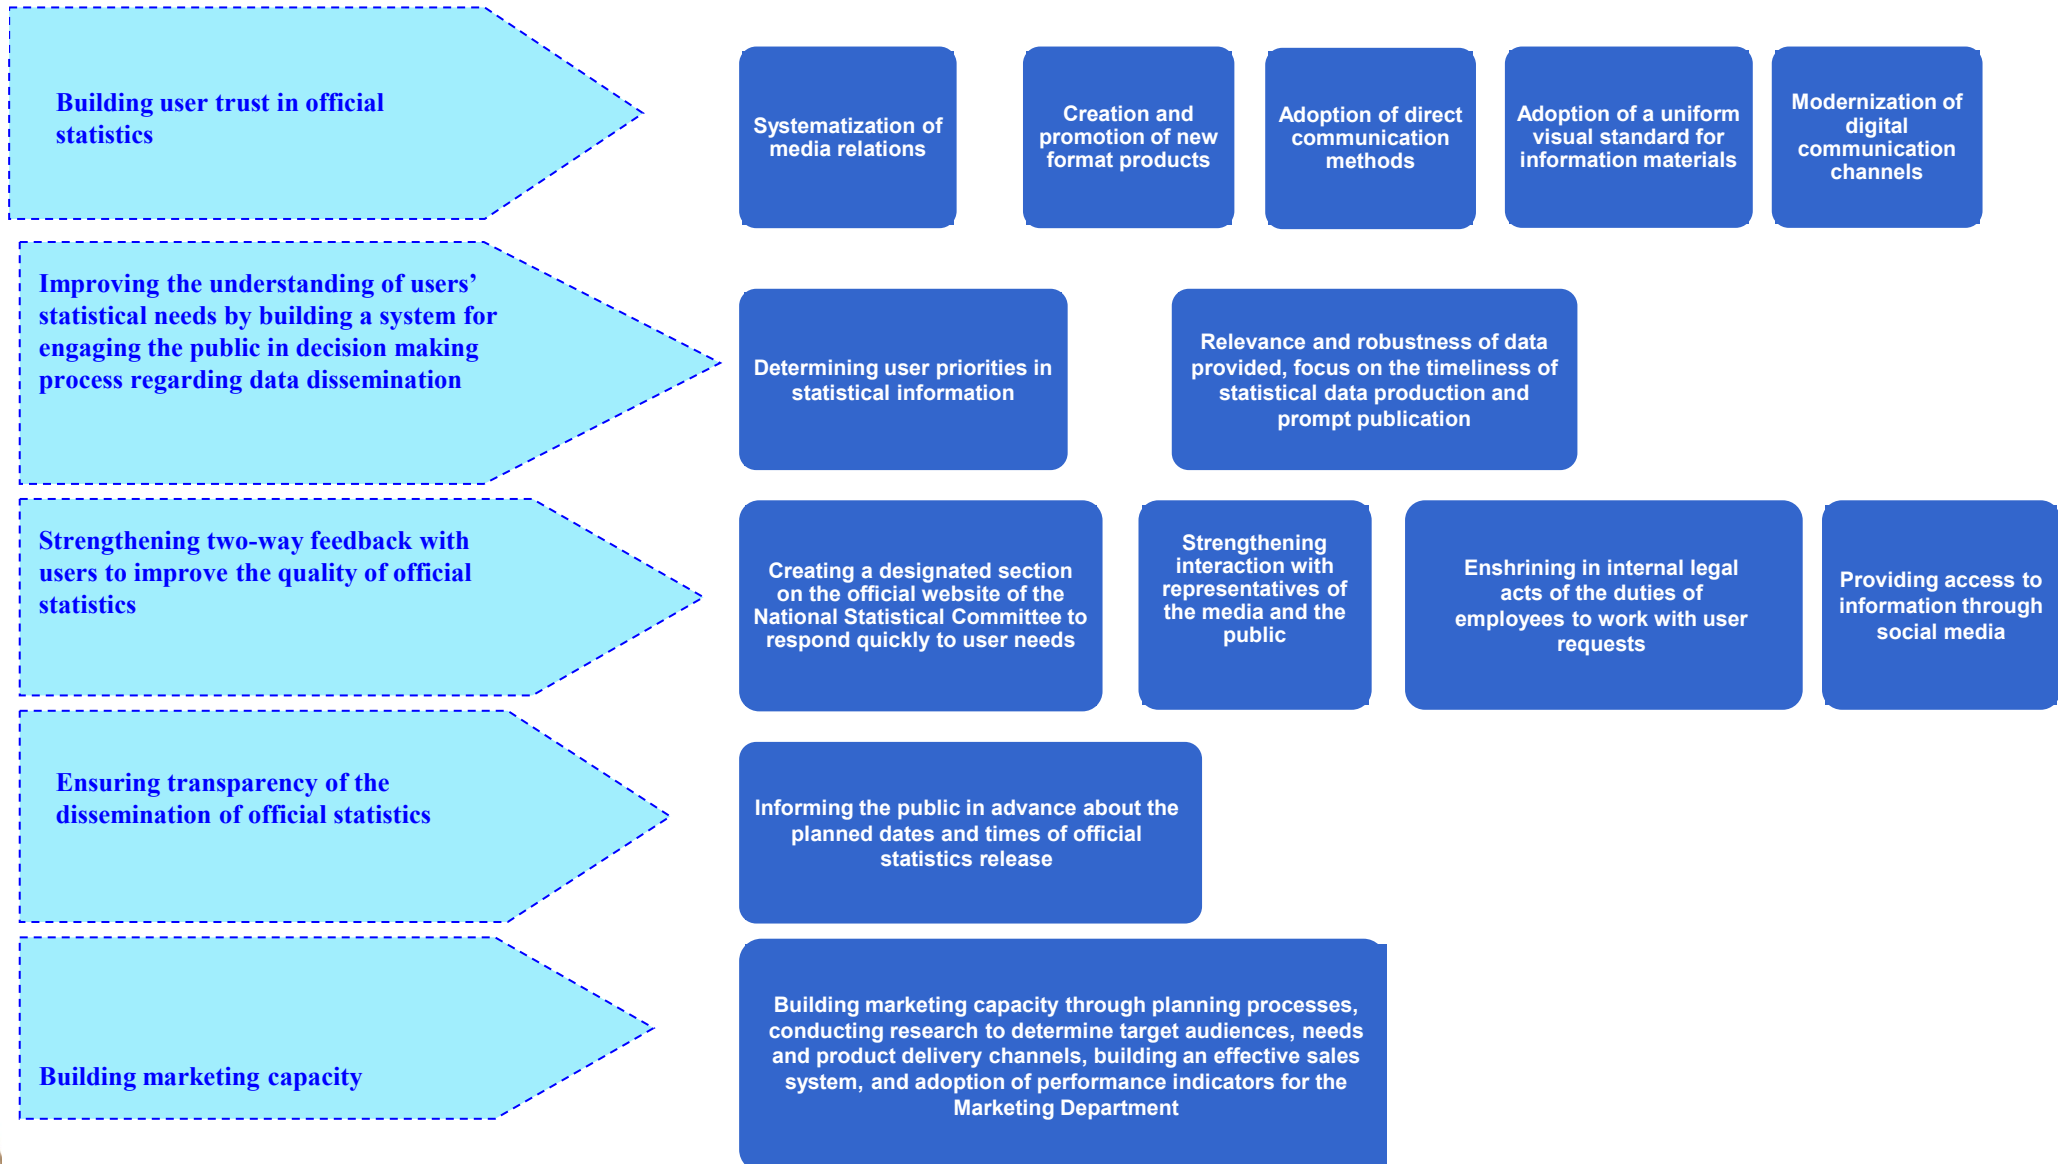 Building user trust in official
statistics
Systematization of
media relations
Creation and
promotion of new
format products
Adoption of direct
communication
methods
Adoption of a uniform
visual standard for
information materials
Modernization of
digital
communication
channels
Improving the understanding of users’
statistical needs by building a system for
engaging the public in decision making
process regarding data dissemination
Determining user priorities in
statistical information
Relevance and robustness of data
provided, focus on the timeliness of
statistical data production and
prompt publication
Strengthening two-way feedback with
users to improve the quality of official
statistics
Creating a designated section
on the official website of the
National Statistical Committee to
respond quickly to user needs
Strengthening
interaction with
representatives of
the media and the
public
Enshrining in internal legal
acts of the duties of
employees to work with user
requests
Providing access to
information through
social media
Ensuring transparency of the
dissemination of official statistics
Informing the public in advance about the
planned dates and times of official
statistics release
Building marketing capacity
Building marketing capacity through planning processes,
conducting research to determine target audiences, needs
and product delivery channels, building an effective sales
system, and adoption of performance indicators for the
Marketing Department